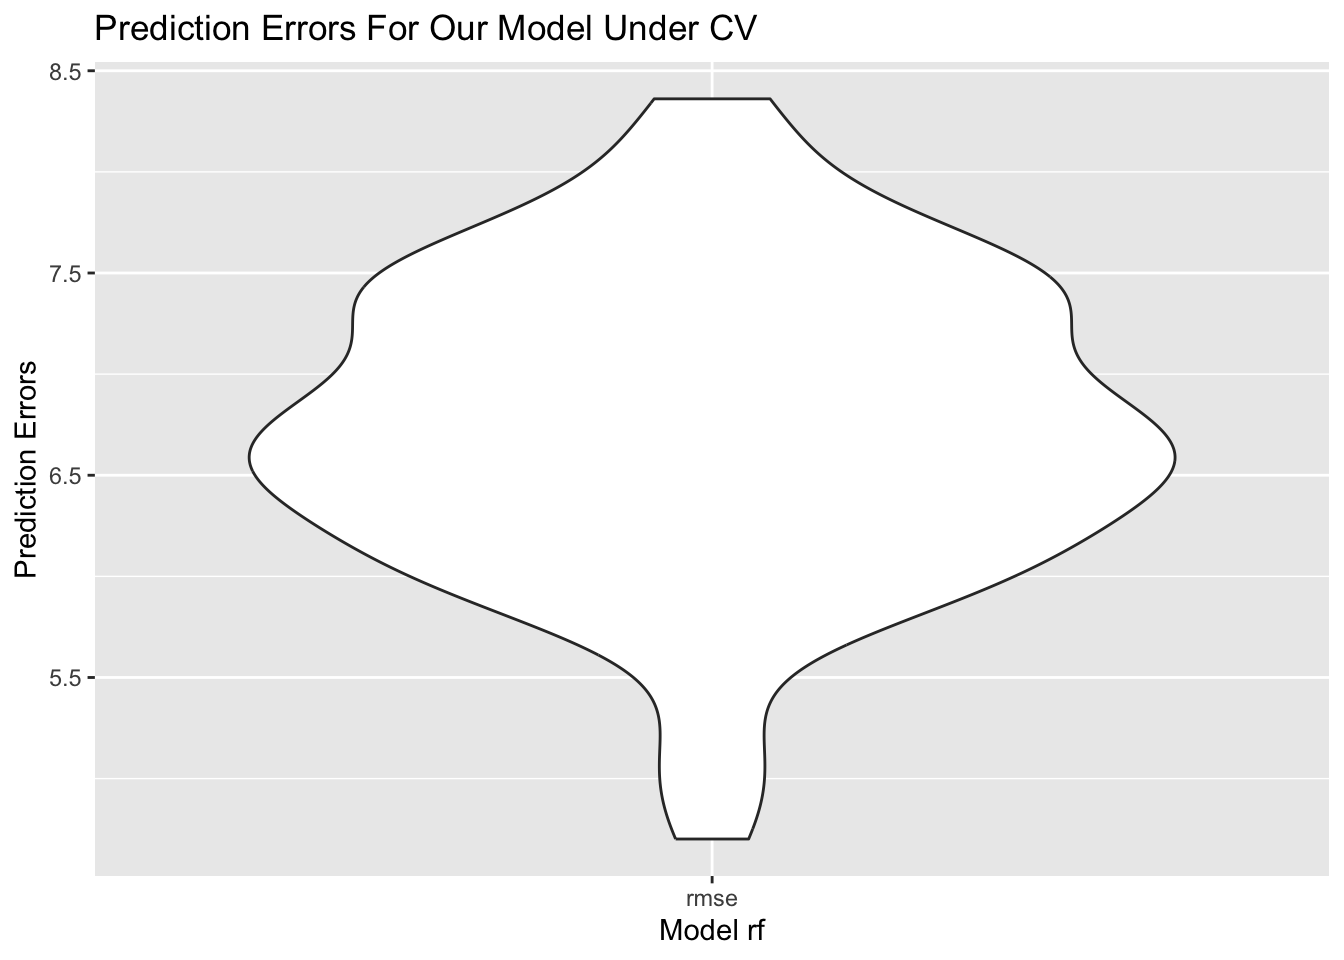 Prediction Errors For Our Model Under CV
8.5
7.5
6.5
5.5
Prediction Errors
rmse
Model rf